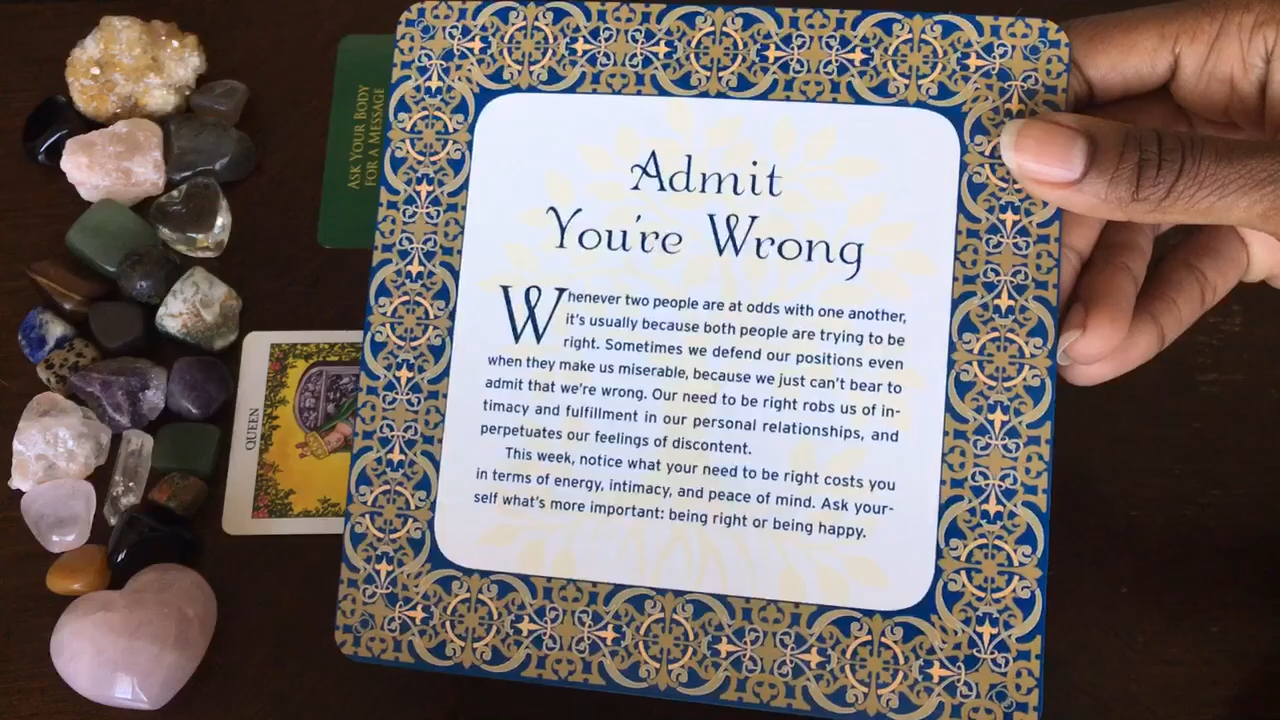 ASK YOUR BODY
FOR A MESSAGE
QUEEN
Admit
You're Wrong
Whenever two people are at odds with one another,
it's usually because both people are trying to be
right. Sometimes we defend our positions even
when they make us miserable, because we just can't bear to
admit that we're wrong. Our need to be right robs us of in-
timacy and fulfillment in our personal relationships, and
perpetuates our feelings of discontent.
This week, notice what your need to be right costs you
in terms of energy, intimacy, and peace of mind. Ask your-
self what's more important: being right or being happy.